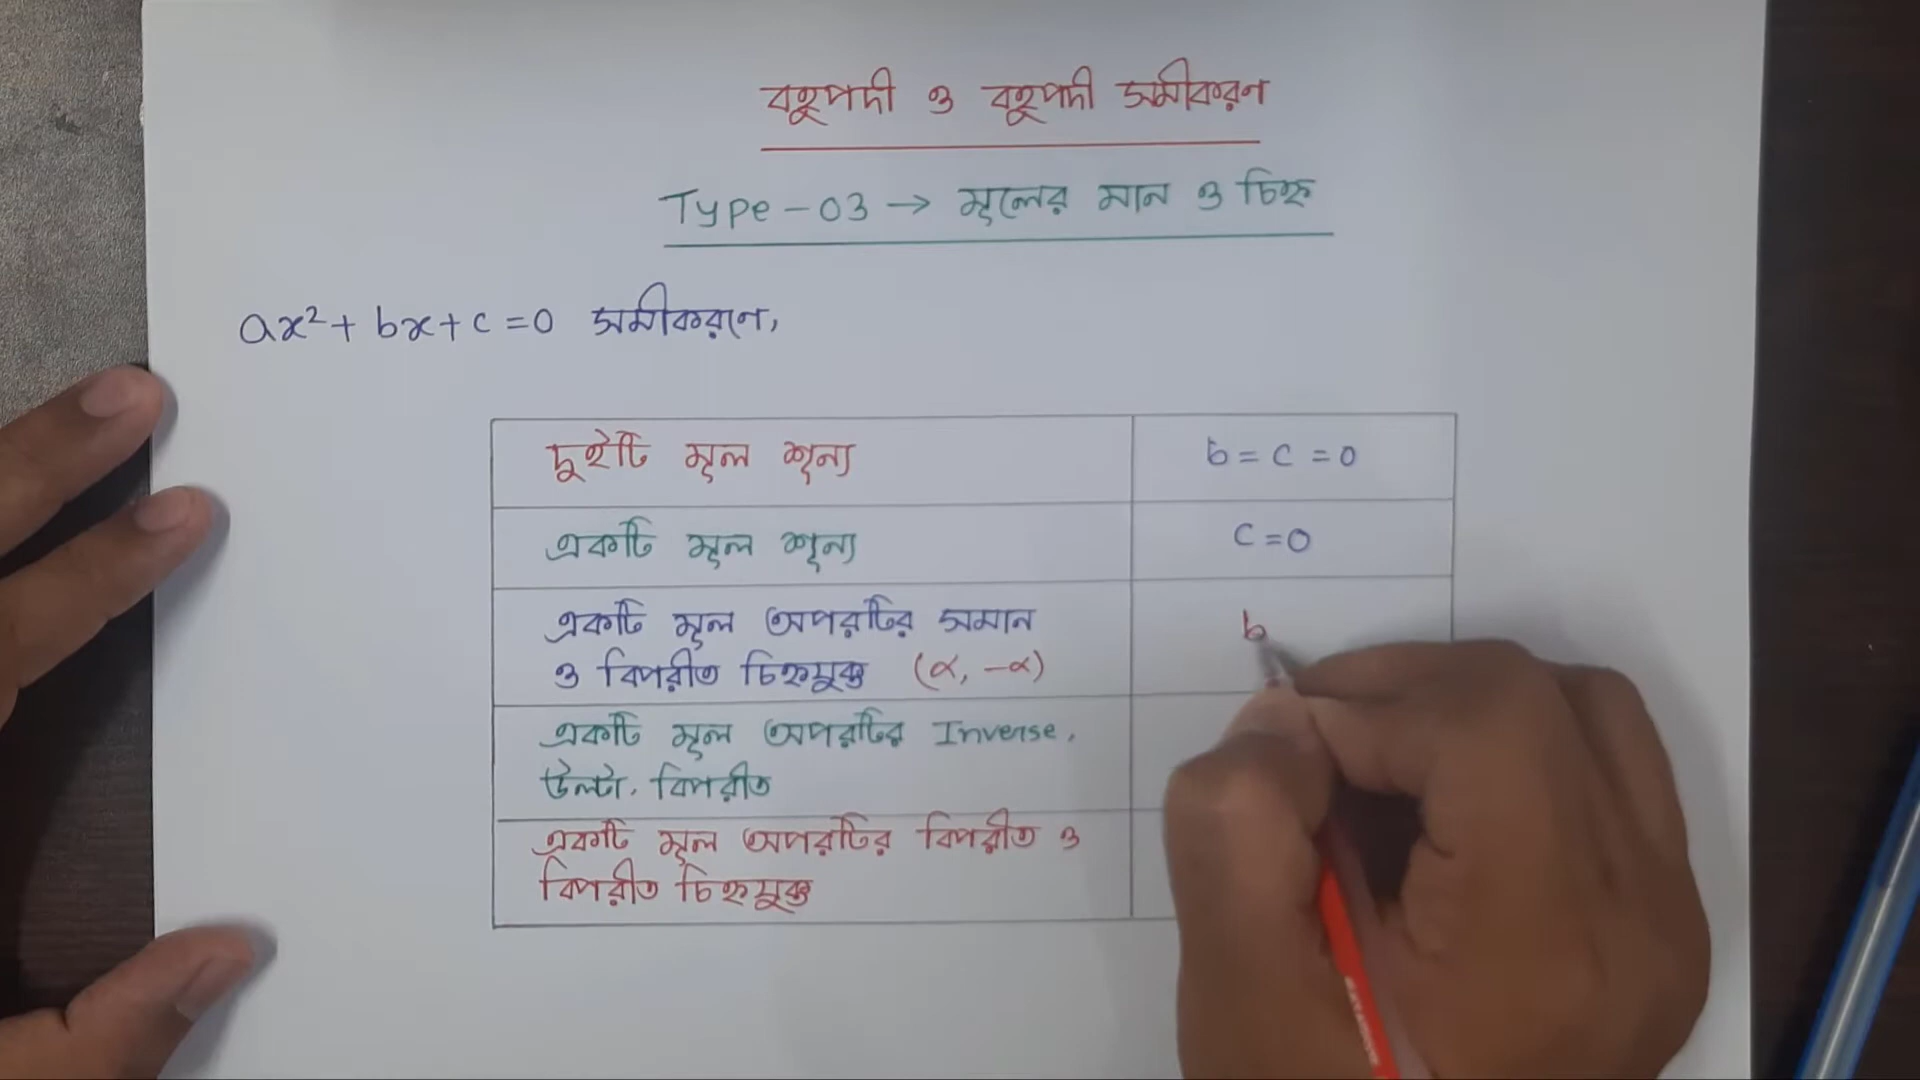 বহুপদী ও বহুপদী সমীকরণ
Type-03 → মূলের মান ও চিহ্ন
ax² + bx + c = 0 সমীকরণে,
দুইটি মূল শূন্য
b = c = 0
একটি মূল শূন্য
c = 0
একটি মূল অপরটির সমান
ও বিপরীত চিহ্নযুক্ত (α, -α)
b
একটি মূল অপরটির Inverse,
উল্টা, বিপরীত
একটি মূল অপরটির বিপরীত ও
বিপরীত চিহ্নযুক্ত